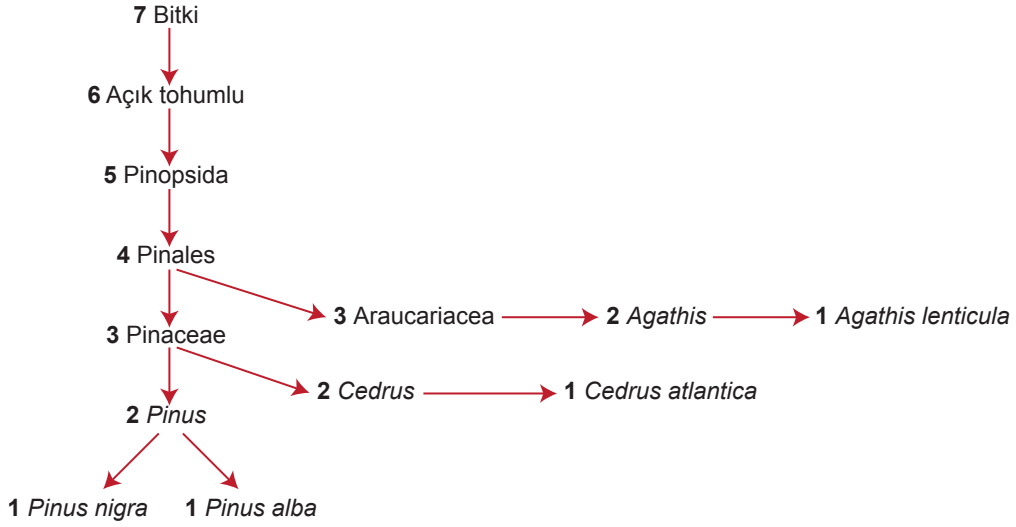 7 Bitki
6 Açık tohumlu
5 Pinopsida
4 Pinales
3 Araucariacea 2 Agathis 1 Agathis lenticula
3 Pinaceae
2 Cedrus 1 Cedrus atlantica
2 Pinus
1 Pinus nigra 1 Pinus alba